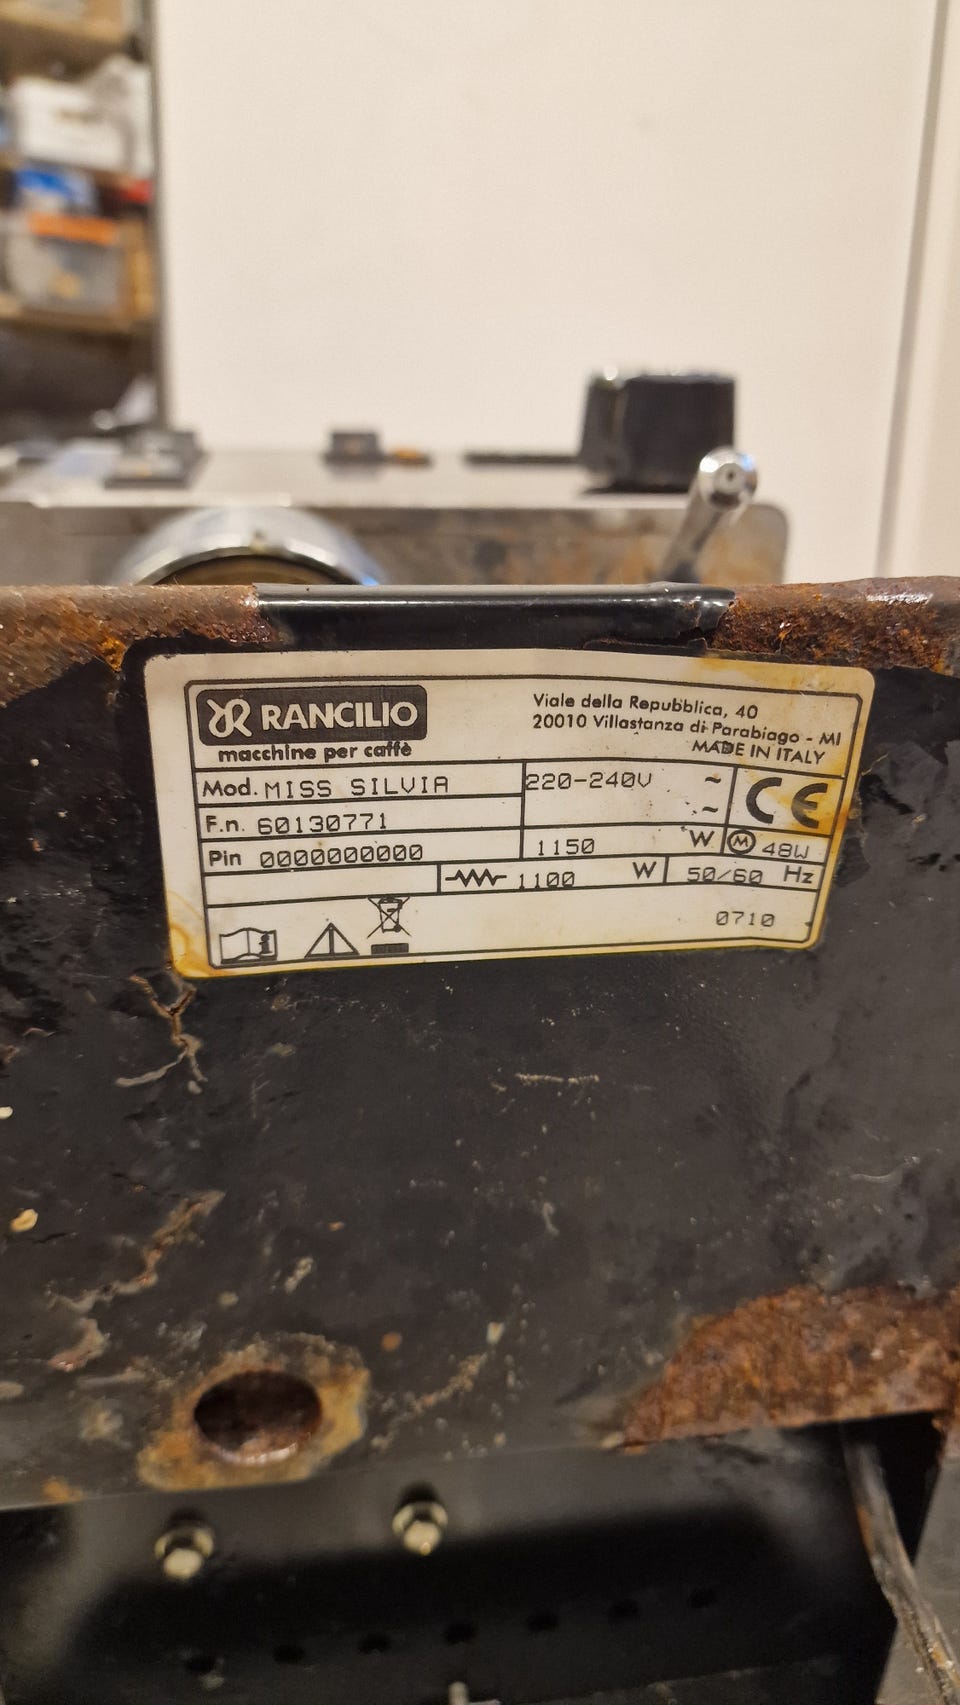 RANCILIO
macchine per caffè
Viale della Repubblica, 40
20010 Villastanza di Parabiago - MI
MADE IN ITALY
Mod. MISS SILVIA
220-240V ~
~
CE
F.n. 60130771
Pin 0000000000
1150 W
M 48W
1100 W
50/60 Hz
0710